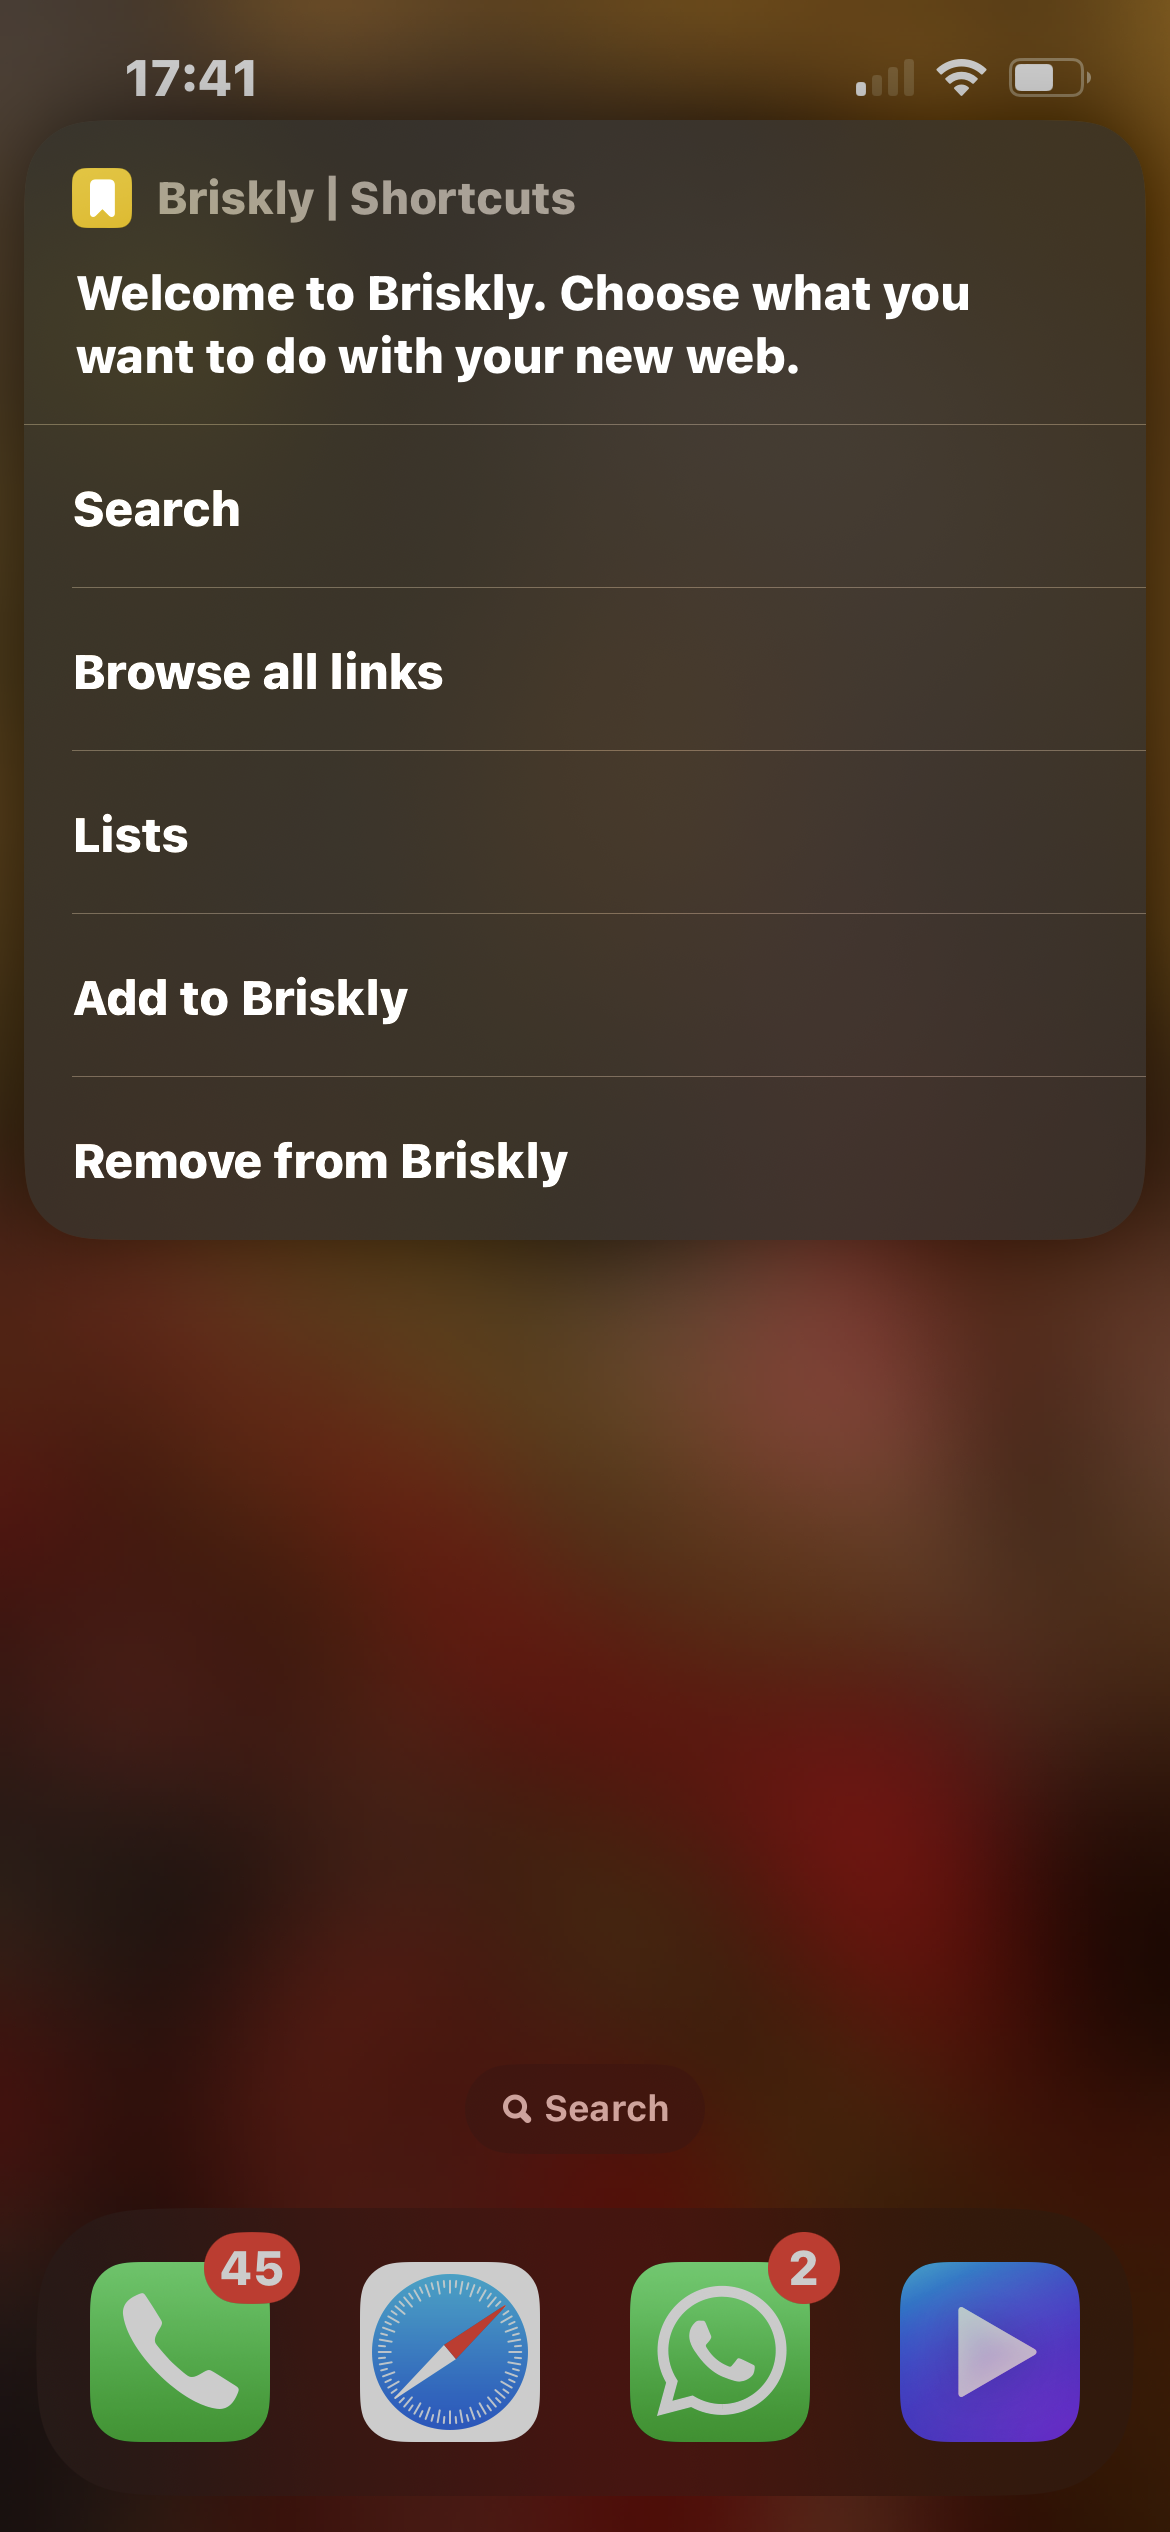 17:41
Briskly | Shortcuts
Welcome to Briskly. Choose what you
want to do with your new web.
Search
Browse all links
Lists
Add to Briskly
Remove from Briskly
Search
45
2